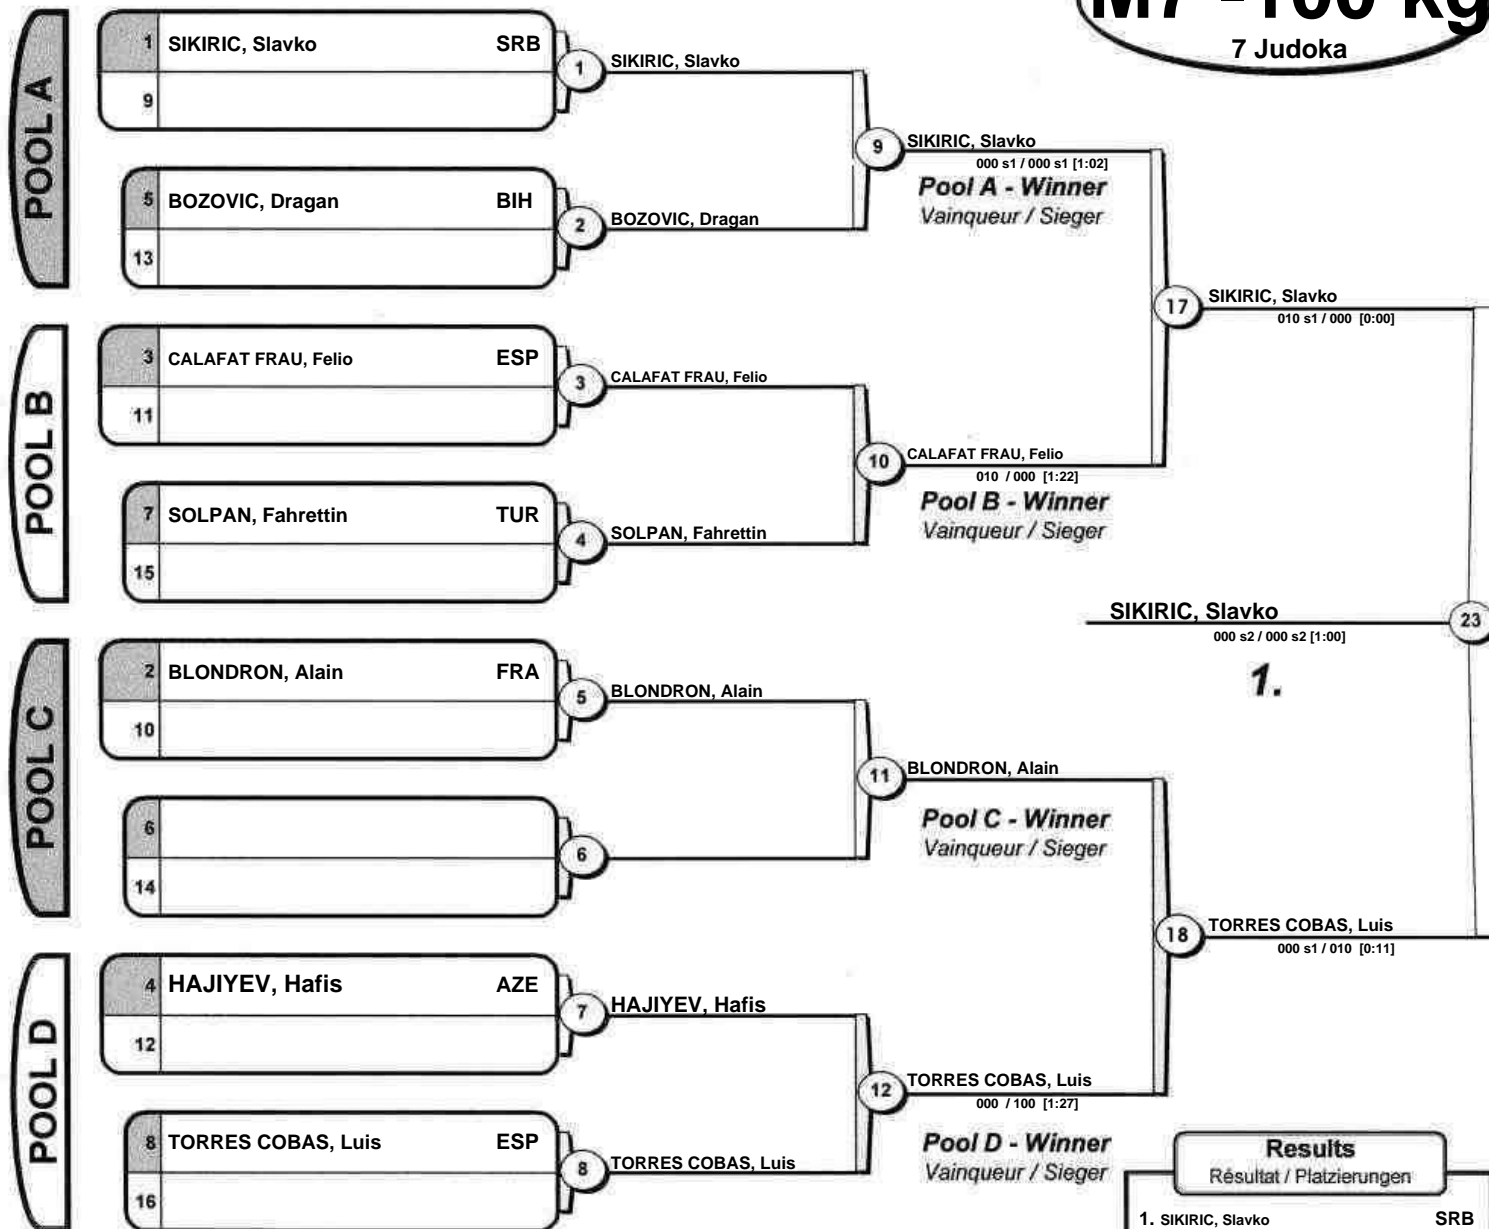 M7 -100 kg
7 Judoka
POOL A
1 SIKIRIC, Slavko SRB
9
5 BOZOVIC, Dragan BIH
13
1 SIKIRIC, Slavko
2 BOZOVIC, Dragan
9 SIKIRIC, Slavko
000 s1 / 000 s1 [1:02]
Pool A - Winner
Vainqueur / Sieger
POOL B
3 CALAFAT FRAU, Felio ESP
11
7 SOLPAN, Fahrettin TUR
15
3 CALAFAT FRAU, Felio
4 SOLPAN, Fahrettin
10 CALAFAT FRAU, Felio
010 / 000 [1:22]
Pool B - Winner
Vainqueur / Sieger
17 SIKIRIC, Slavko
010 s1 / 000 [0:00]
SIKIRIC, Slavko 23
000 s2 / 000 s2 [1:00]
1.
POOL C
2 BLONDRON, Alain FRA
10
6
14
5 BLONDRON, Alain
6
11 BLONDRON, Alain
Pool C - Winner
Vainqueur / Sieger
POOL D
4 HAJIYEV, Hafis AZE
12
8 TORRES COBAS, Luis ESP
16
7 HAJIYEV, Hafis
8 TORRES COBAS, Luis
12 TORRES COBAS, Luis
000 / 100 [1:27]
Pool D - Winner
Vainqueur / Sieger
18 TORRES COBAS, Luis
000 s1 / 010 [0:11]
Results
Résultat / Platzierungen
1. SIKIRIC, Slavko SRB